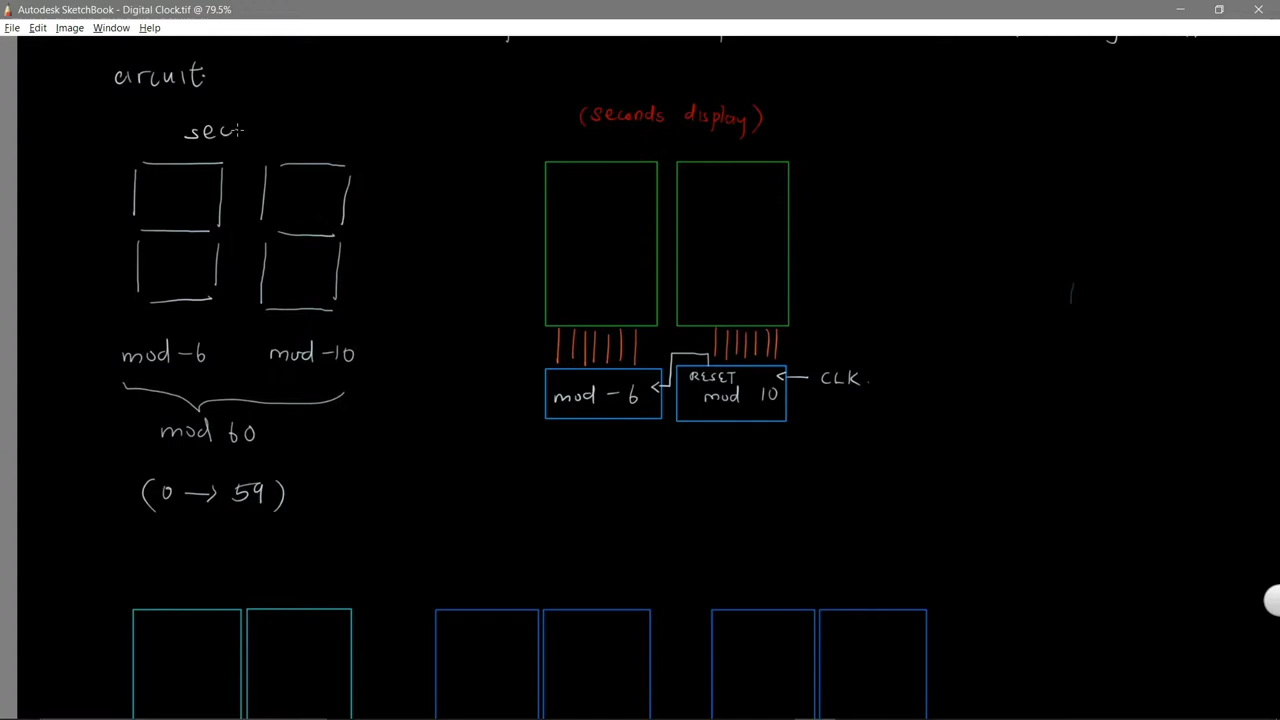 Autodesk SketchBook - Digital Clock.tif @ 79.5%
File Edit Image Window Help
circuit.
sec
(seconds display)
mod-6 mod-10
mod 60
(0 → 59)
RESET
mod - 6 mod 10
CLK.